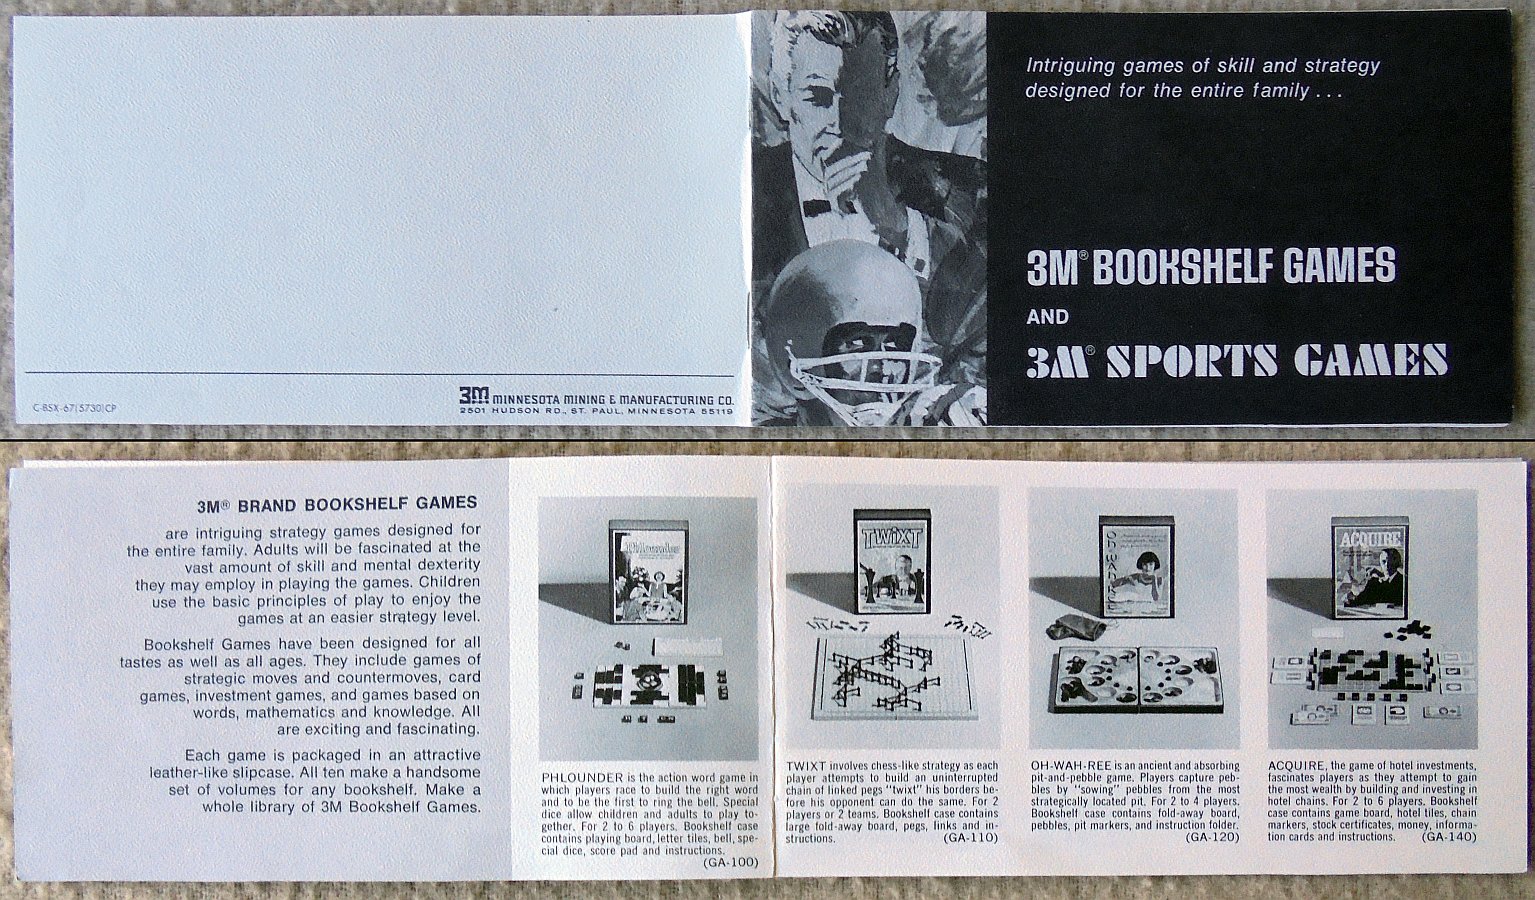 Intriguing games of skill and strategy
designed for the entire family . . .
3M® BOOKSHELF GAMES
AND
3M® SPORTS GAMES
C-BSX-67(5730)CP
3M MINNESOTA MINING & MANUFACTURING CO.
2501 HUDSON RD., ST. PAUL, MINNESOTA 55119
3M® BRAND BOOKSHELF GAMES
are intriguing strategy games designed for
the entire family. Adults will be fascinated at the
vast amount of skill and mental dexterity
they may employ in playing the games. Children
use the basic principles of play to enjoy the
games at an easier strategy level.
Bookshelf Games have been designed for all
tastes as well as all ages. They include games of
strategic moves and countermoves, card
games, investment games, and games based on
words, mathematics and knowledge. All
are exciting and fascinating.
Each game is packaged in an attractive
leather-like slipcase. All ten make a handsome
set of volumes for any bookshelf. Make a
whole library of 3M Bookshelf Games.
Phlounder
PHLOUNDER is the action word game in
which players race to build the right word
and to be the first to ring the bell. Special
dice allow children and adults to play to-
gether. For 2 to 6 players. Bookshelf case
contains playing board, letter tiles, bell, spe-
cial dice, score pad and instructions.
(GA-100)
TWiXT
TWIXT involves chess-like strategy as each
player attempts to build an uninterrupted
chain of linked pegs "twixt" his borders be-
fore his opponent can do the same. For 2
players or 2 teams. Bookshelf case contains
large fold-away board, pegs, links and in-
structions. (GA-110)
Oh-WAh-REE
OH-WAH-REE is an ancient and absorbing
pit-and-pebble game. Players capture peb-
bles by "sowing" pebbles from the most
strategically located pit. For 2 to 4 players.
Bookshelf case contains fold-away board,
pebbles, pit markers, and instruction folder.
(GA-120)
ACQUIRE
ACQUIRE, the game of hotel investments,
fascinates players as they attempt to gain
the most wealth by building and investing in
hotel chains. For 2 to 6 players. Bookshelf
case contains game board, hotel tiles, chain
markers, stock certificates, money, informa-
tion cards and instructions. (GA-140)